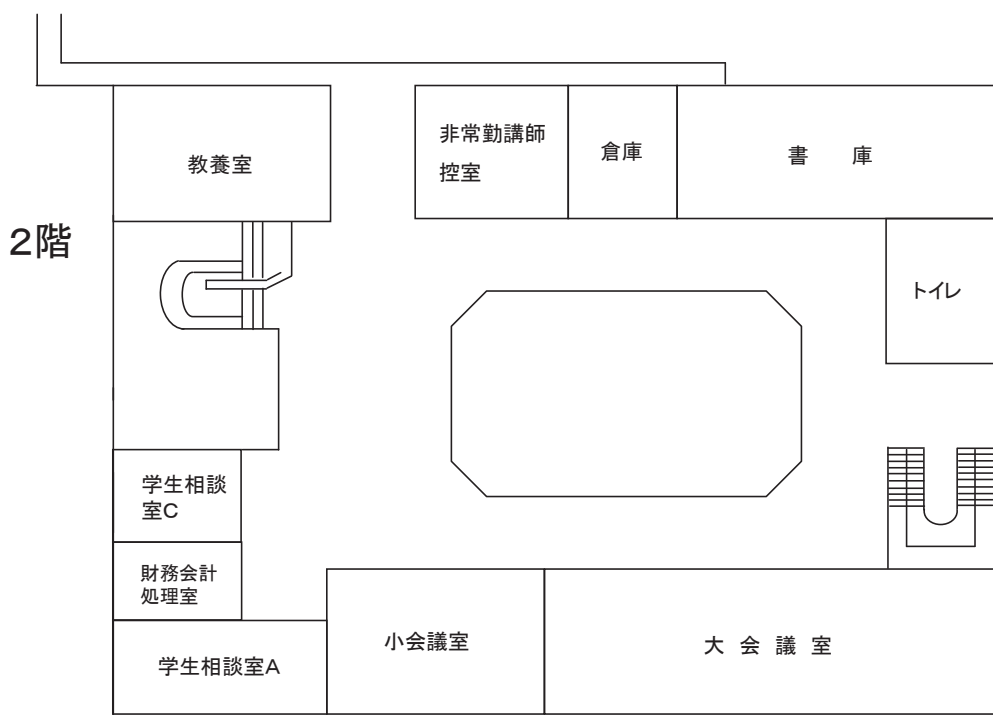 教養室
非常勤講師
控室
倉庫
書　庫
2階
トイレ
学生相談
室C
財務会計
処理室
学生相談室A
小会議室
大 会 議 室